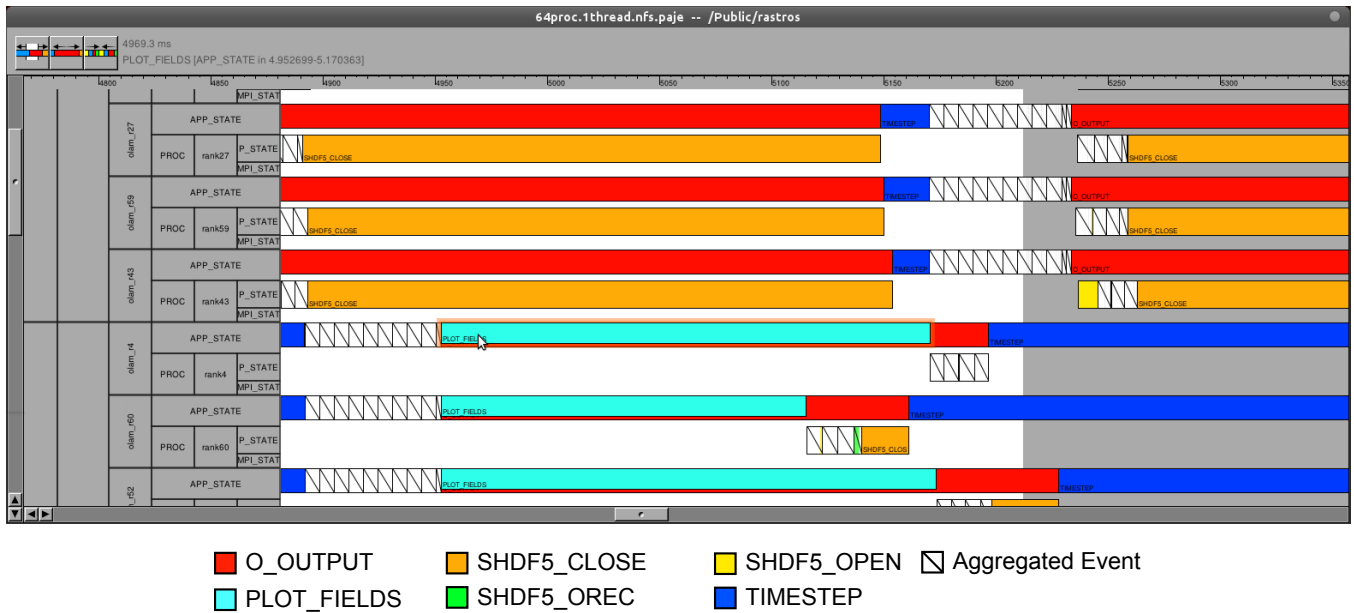 64proc.1thread.nfs.paje -- /Public/rastros
4969.3 ms
PLOT_FIELDS [APP_STATE in 4.952699-5.170363]
4800 4850 4900 4950 5000 5050 5100 5150 5200 5250 5300 5350
MPI_STAT
olam_r27
APP_STATE
TIMESTEP
O_OUTPUT
PROC rank27 P_STATE
SHDF5_CLOSE
SHDF5_CLOSE
MPI_STAT
olam_r59
APP_STATE
TIMESTEP
O_OUTPUT
PROC rank59 P_STATE
SHDF5_CLOSE
SHDF5_CLOSE
MPI_STAT
olam_r43
APP_STATE
TIMESTEP
O_OUTPUT
PROC rank43 P_STATE
SHDF5_CLOSE
SHDF5_CLOSE
MPI_STAT
olam_r4
APP_STATE
PLOT_FIELDS
TIMESTEP
PROC rank4 P_STATE
MPI_STAT
olam_r60
APP_STATE
PLOT_FIELDS
TIMESTEP
PROC rank60 P_STATE
SHDF5_CLOS
MPI_STAT
m_r52
APP_STATE
PLOT_FIELDS
TIMESTEP
O_OUTPUT SHDF5_CLOSE SHDF5_OPEN Aggregated Event
PLOT_FIELDS SHDF5_OREC TIMESTEP